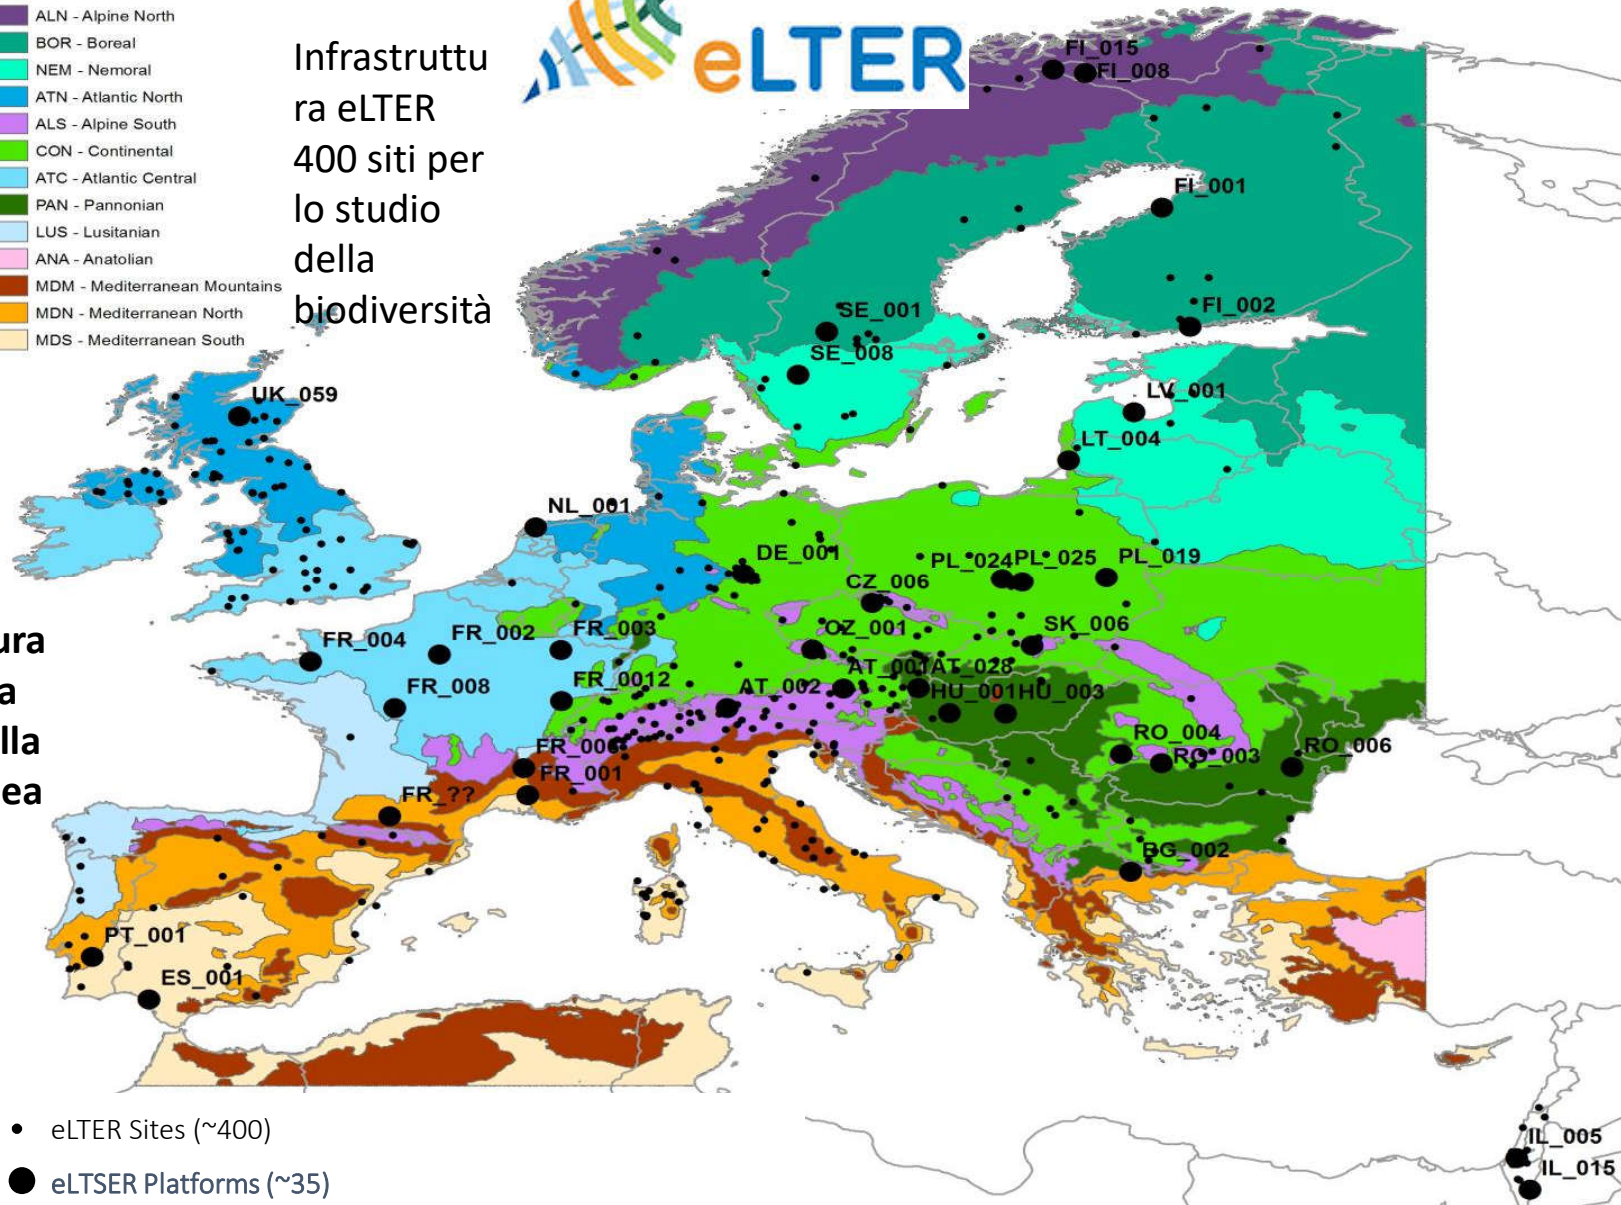 ALN - Alpine North
BOR - Boreal
NEM - Nemoral
ATN - Atlantic North
ALS - Alpine South
CON - Continental
ATC - Atlantic Central
PAN - Pannonian
LUS - Lusitanian
ANA - Anatolian
MDM - Mediterranean Mountains
MDN - Mediterranean North
MDS - Mediterranean South
Infrastruttu
ra eLTER
400 siti per
lo studio
della
biodiversità
eLTER
FI_015
FI_008
FI_001
FI_002
SE_001
SE_008
UK_059
LV_001
LT_004
NL_001
DE_001
PL_024
PL_025
PL_019
CZ_006
CZ_001
SK_006
FR_004
FR_002
FR_003
FR_008
FR_0012
AT_002
AT_001
AT_028
HU_001
HU_003
RO_004
RO_003
RO_006
FR_006
FR_001
FR_??
BG_002
PT_001
ES_001
ura
a
lla
ea
IL_005
IL_015
eLTER Sites (~400)
eLTSER Platforms (~35)